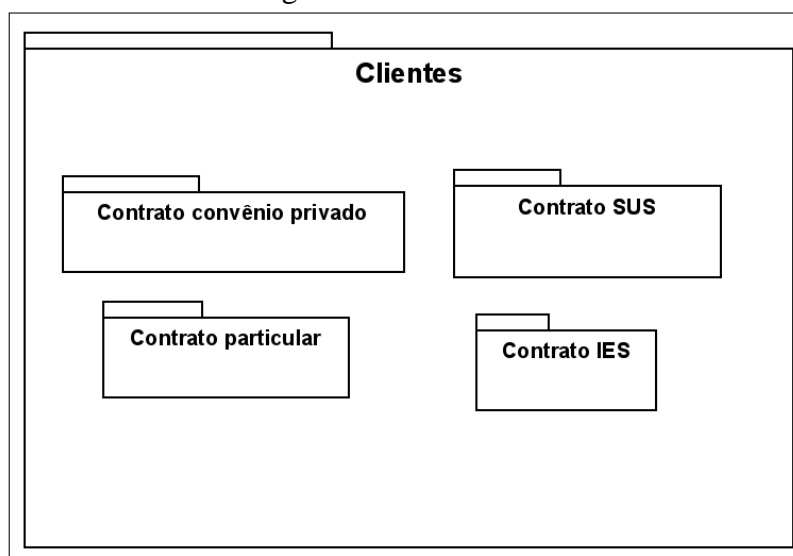 Clientes
Contrato convênio privado
Contrato SUS
Contrato particular
Contrato IES